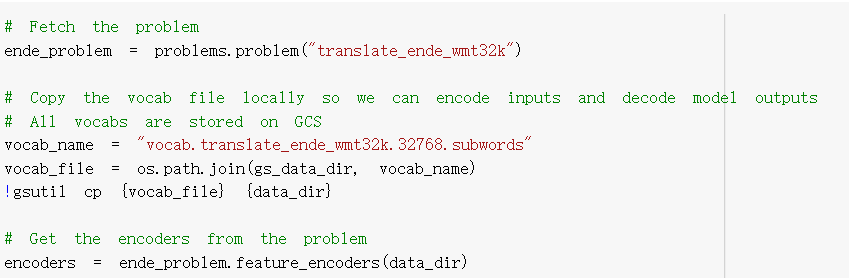 # Fetch the problem
ende_problem = problems.problem("translate_ende_wmt32k")
# Copy the vocab file locally so we can encode inputs and decode model outputs
# All vocabs are stored on GCS
vocab_name = "vocab.translate_ende_wmt32k.32768.subwords"
vocab_file = os.path.join(gs_data_dir, vocab_name)
!gsutil cp {vocab_file} {data_dir}
# Get the encoders from the problem
encoders = ende_problem.feature_encoders(data_dir)